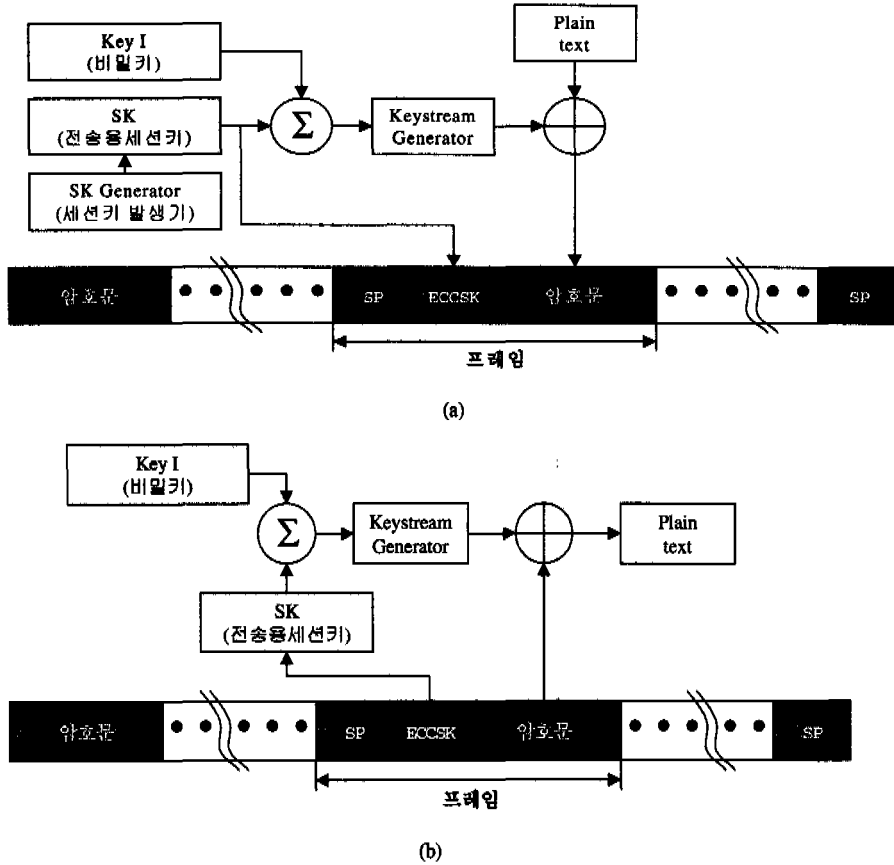 Key I
(비밀키)
Plain
text
SK
(전송용세션키)
Σ
Keystream
Generator
SK Generator
(세션키 발생기)
암호문
SP
ECCSK
암호문
SP
프레임
(a)
Key I
(비밀키)
Σ
Keystream
Generator
Plain
text
SK
(전송용세션키)
암호문
SP
ECCSK
암호문
SP
프레임
(b)